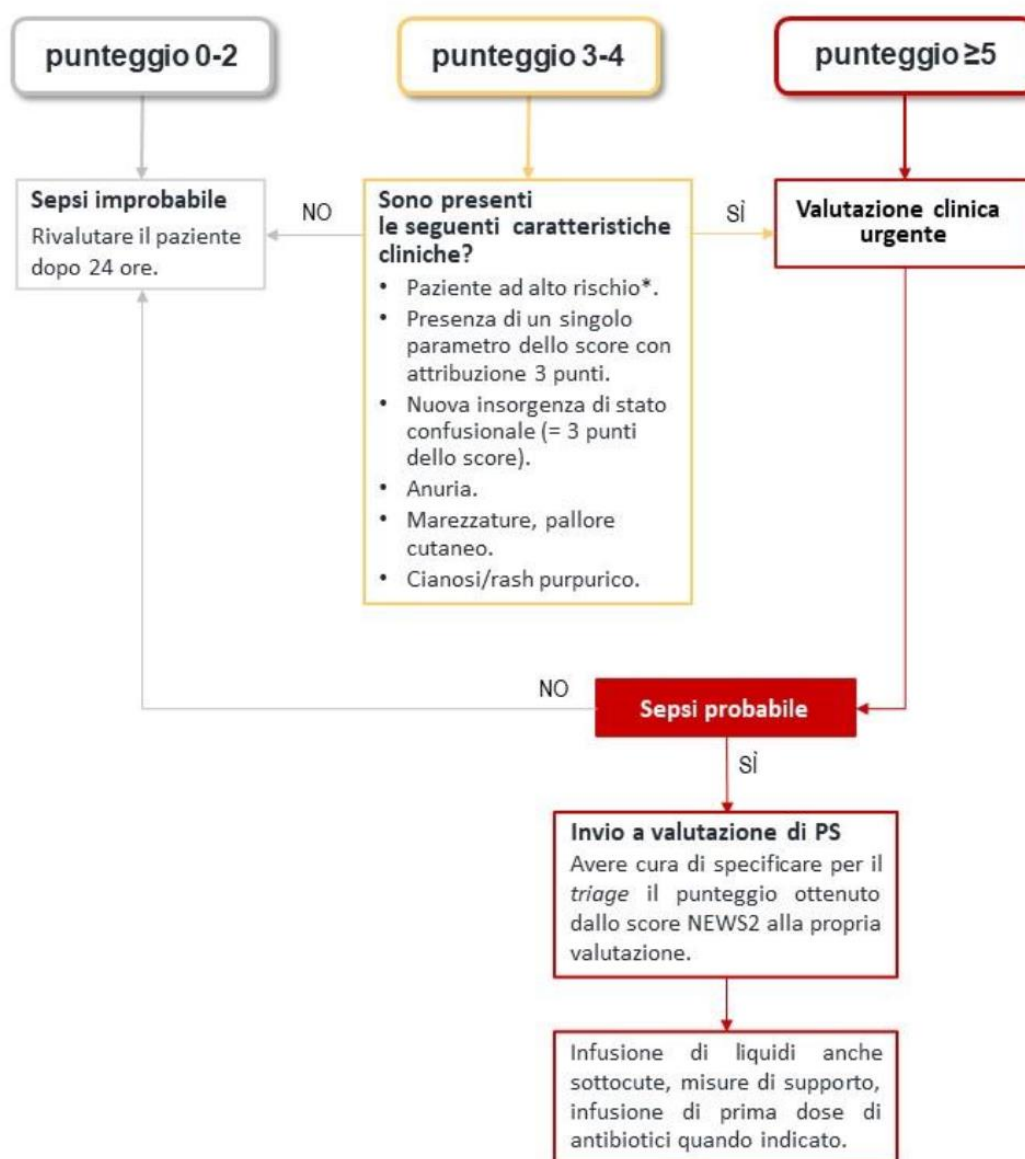 punteggio 0-2
punteggio 3-4
punteggio ≥5
Sepsi improbabile
Rivalutare il paziente
dopo 24 ore.
NO
Sono presenti
le seguenti caratteristiche
cliniche?
• Paziente ad alto rischio*.
• Presenza di un singolo
parametro dello score con
attribuzione 3 punti.
• Nuova insorgenza di stato
confusionale (= 3 punti
dello score).
• Anuria.
• Marezzature, pallore
cutaneo.
• Cianosi/rash purpurico.
SÌ
Valutazione clinica
urgente
NO
Sepsi probabile
SÌ
Invio a valutazione di PS
Avere cura di specificare per il
triage il punteggio ottenuto
dallo score NEWS2 alla propria
valutazione.
Infusione di liquidi anche
sottocute, misure di supporto,
infusione di prima dose di
antibiotici quando indicato.